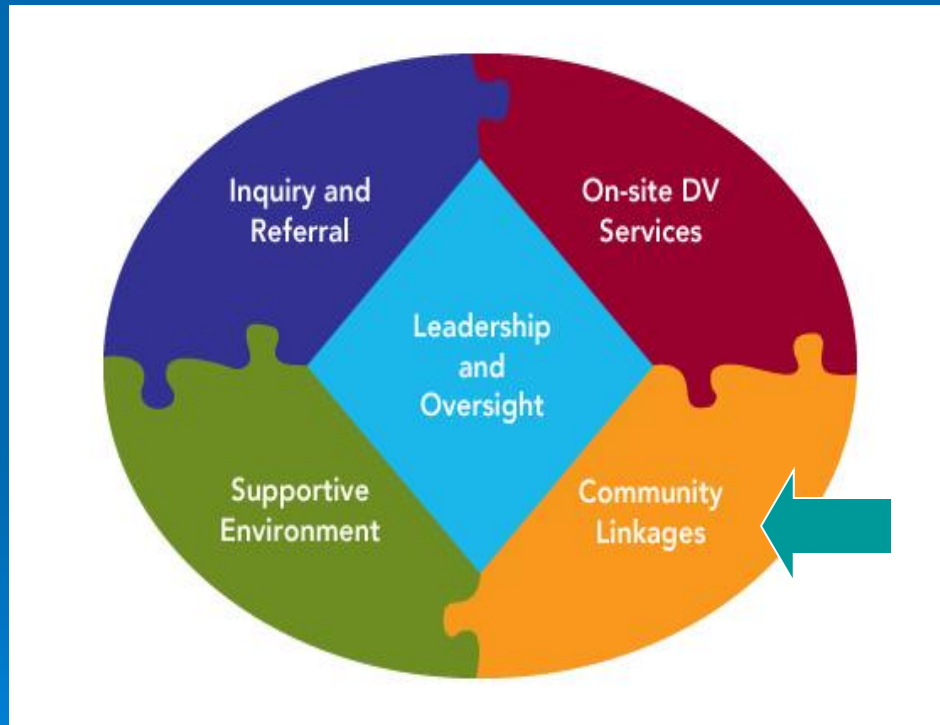 Inquiry and
Referral
On-site DV
Services
Leadership
and
Oversight
Supportive
Environment
Community
Linkages